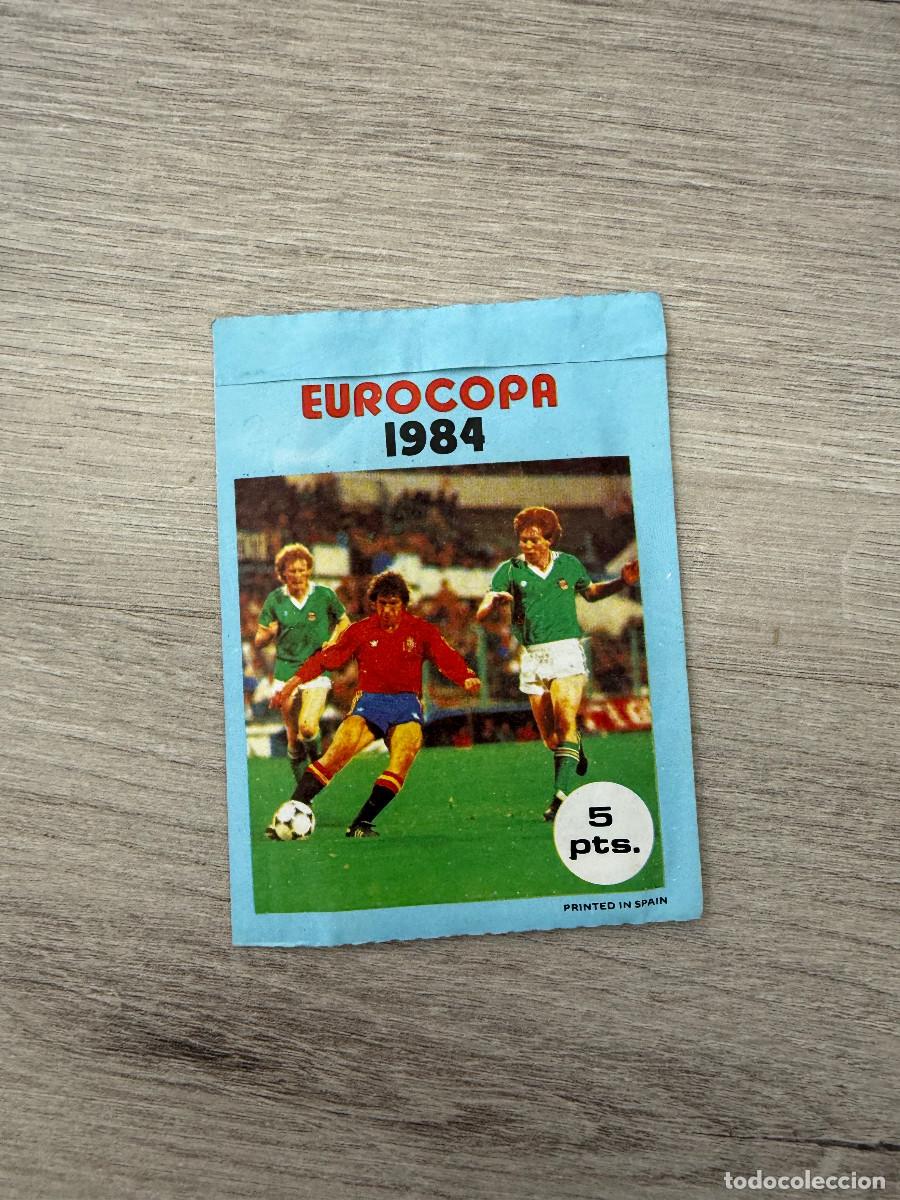 EUROCOPA
1984
5
pts.
PRINTED IN SPAIN
todocoleccion